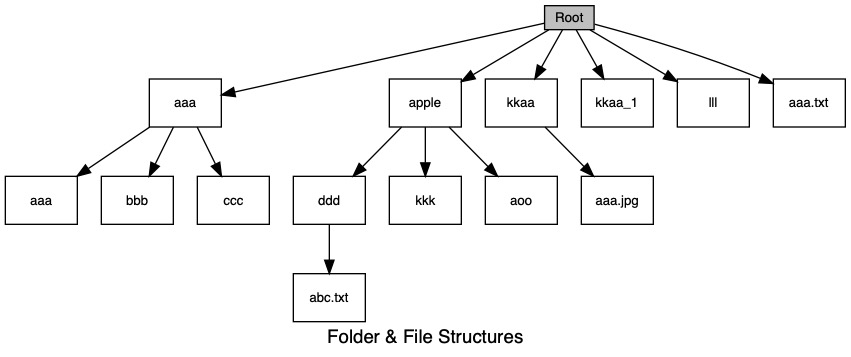 Root
aaa
apple
kkaa
kkaa_1
lll
aaa.txt
aaa
bbb
ccc
ddd
kkk
aoo
aaa.jpg
abc.txt
Folder & File Structures